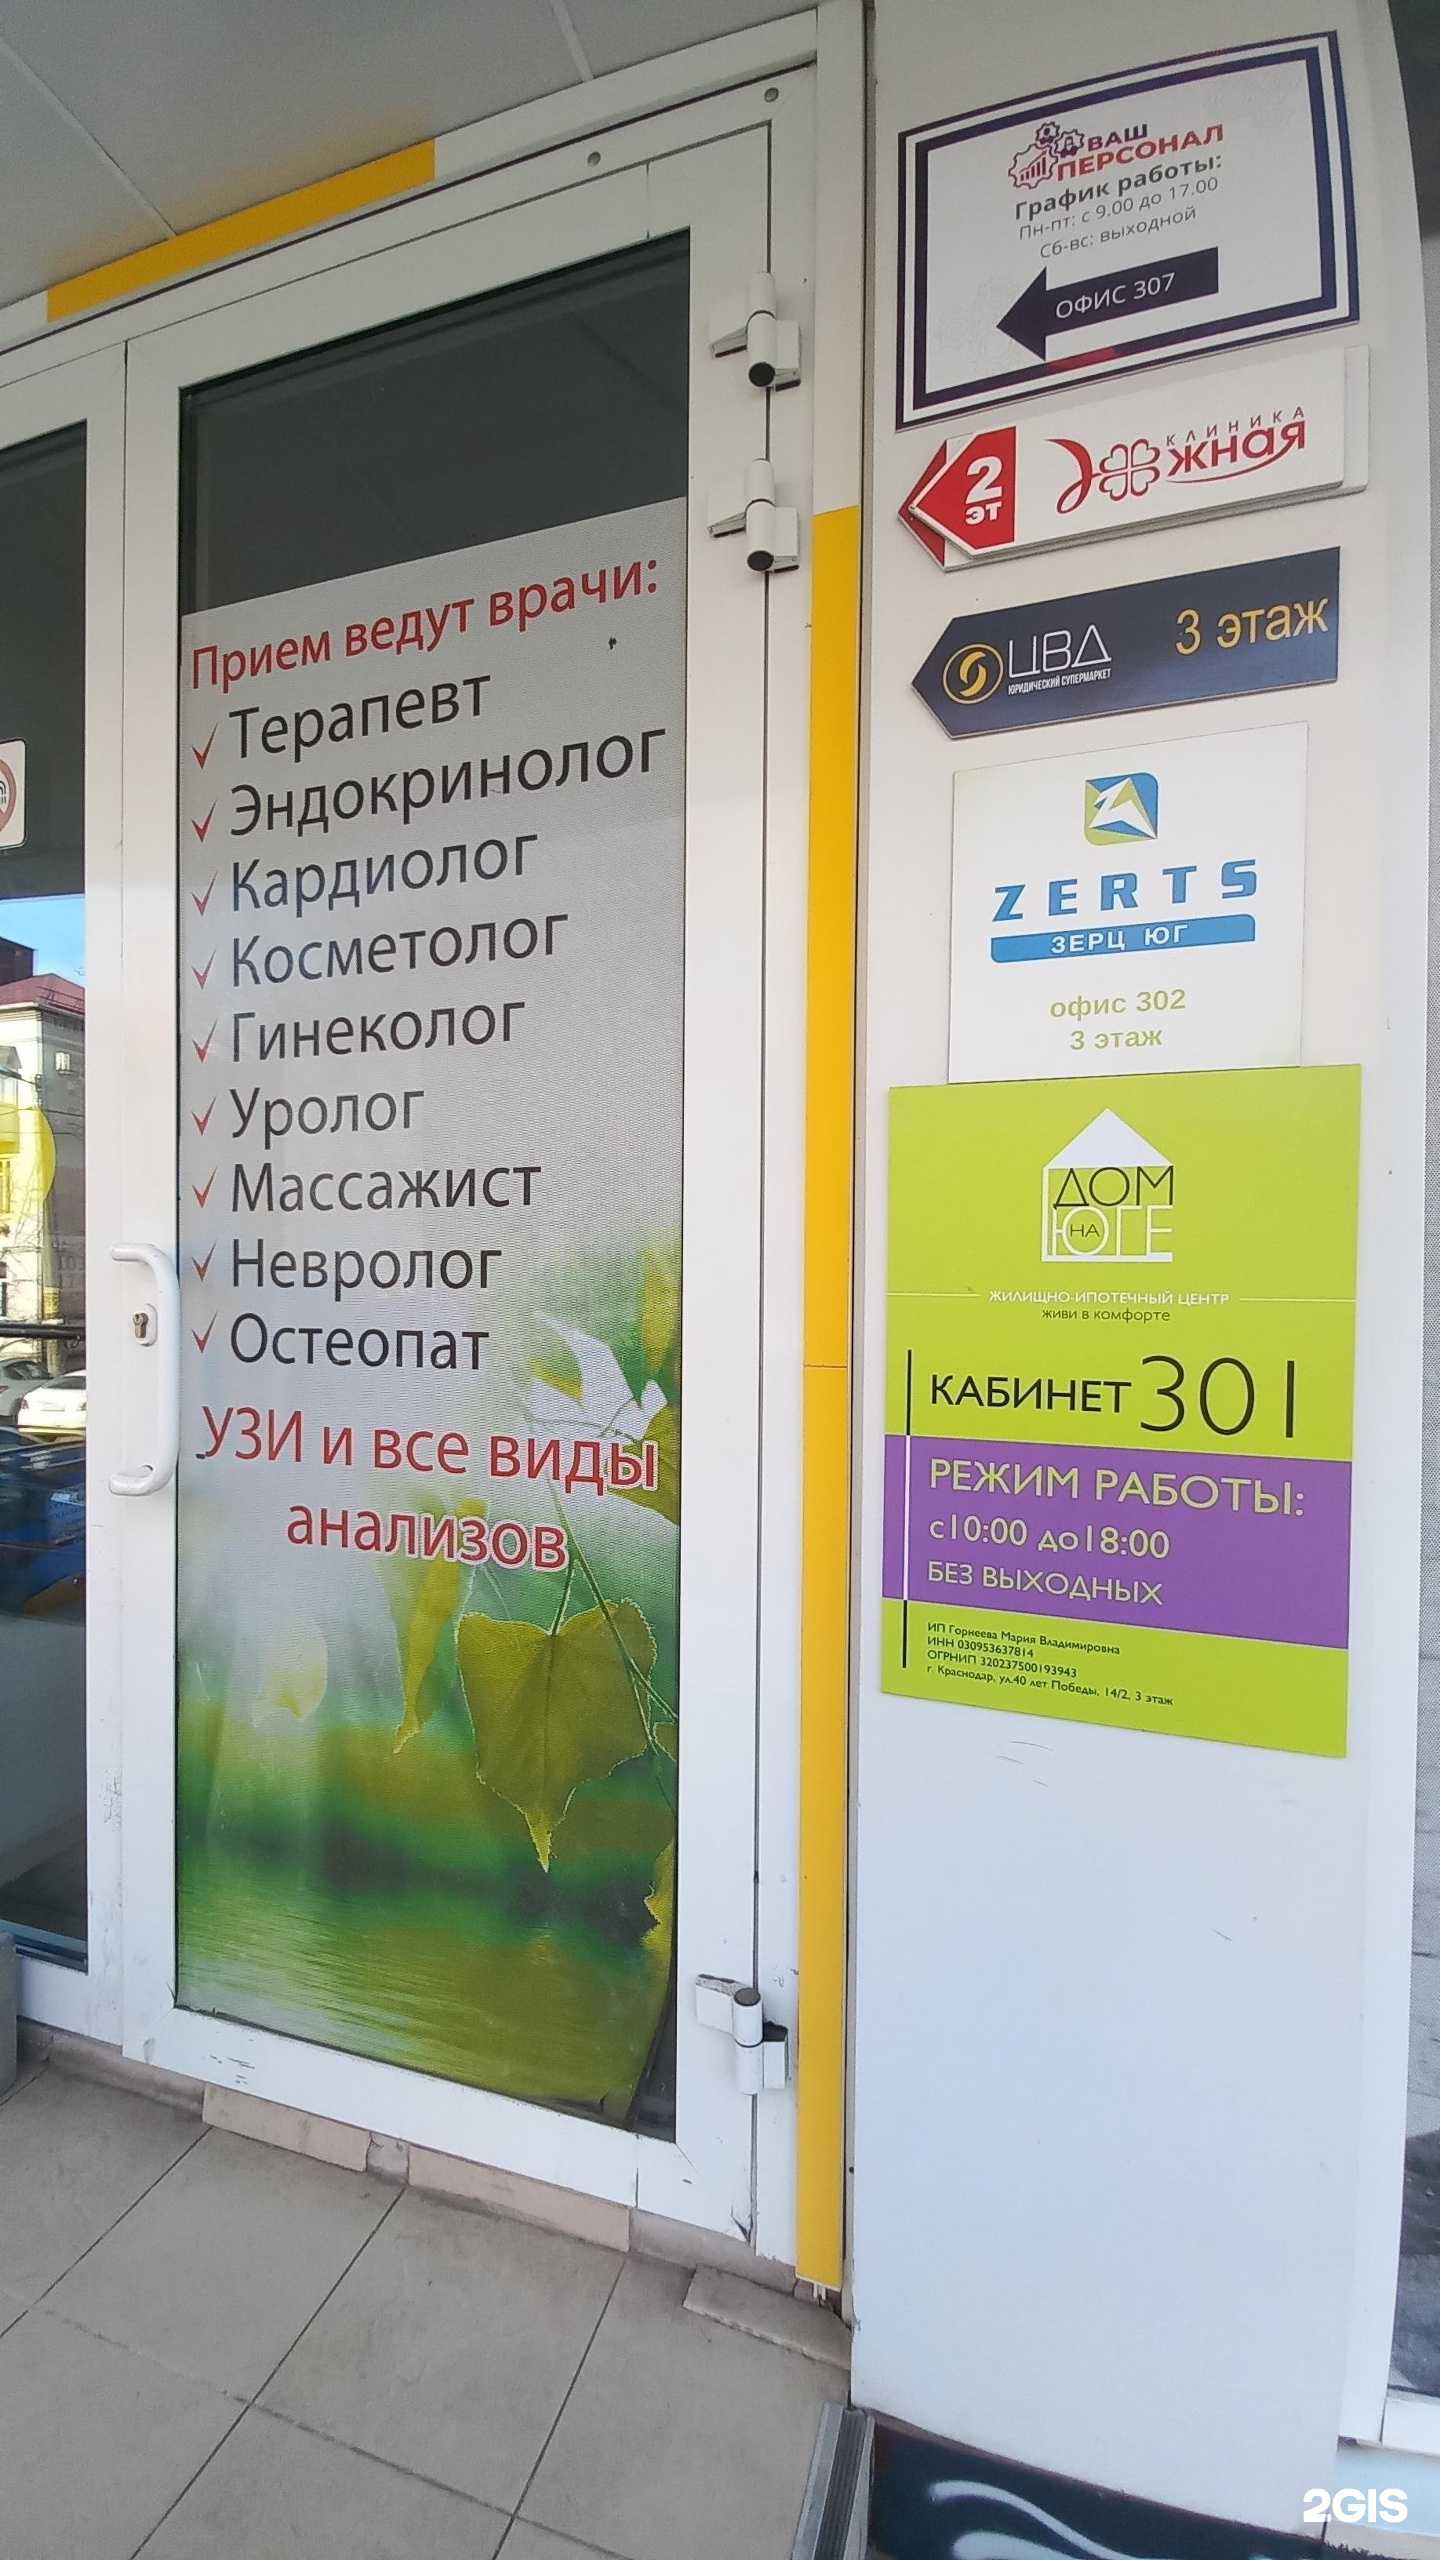 Прием ведут врачи:
Терапевт
Эндокринолог
Кардиолог
Косметолог
Гинеколог
Уролог
Массажист
Невролог
Остеопат
УЗИ и все виды
анализов
ВАШ
ПЕРСОНАЛ
График работы:
Пн-пт: с 9.00 до 17.00
Сб-вс: выходной
ОФИС 307
2
эт
КЛИНИКА
Южная
ЦВД
ЮРИДИЧЕСКИЙ СУПЕРМАРКЕТ
3 этаж
ZERTS
ЗЕРЦ ЮГ
офис 302
3 этаж
ДОМ
НА
ЮГЕ
ЖИЛИЩНО-ИПОТЕЧНЫЙ ЦЕНТР
живи в комфорте
КАБИНЕТ 301
РЕЖИМ РАБОТЫ:
с10:00 до18:00
БЕЗ ВЫХОДНЫХ
ИП Горнеева Мария Владимировна
ИНН 030953637814
ОГРНИП 320237500193943
г. Краснодар, ул.40 лет Победы, 14/2, 3 этаж
2GIS